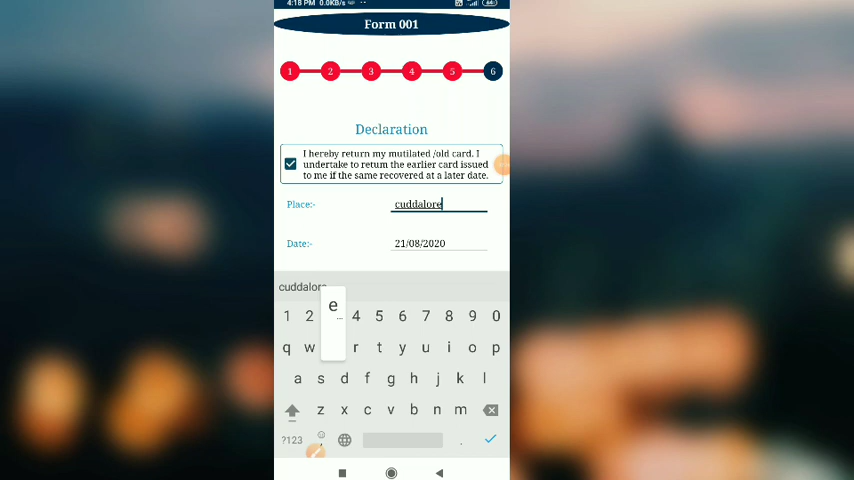 4:18 PM 0.0KB/s
Form 001
1 2 3 4 5 6
Declaration
I hereby return my mutilated /old card. I
undertake to return the earlier card issued
to me if the same recovered at a later date.
Place:- cuddalore
Date:- 21/08/2020
cuddalore
e
1 2 4 5 6 7 8 9 0
q w r t y u i o p
a s d f g h j k l
z x c v b n m
?123 , .